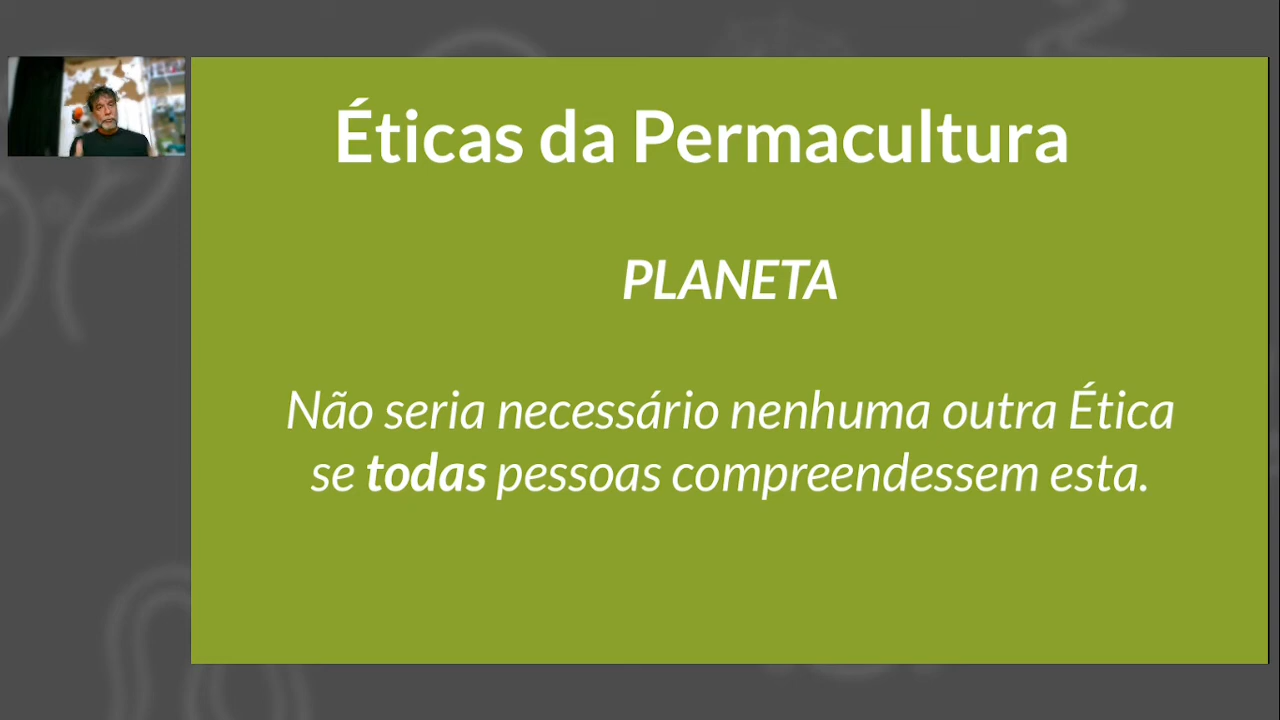 Éticas da Permacultura
PLANETA
Não seria necessário nenhuma outra Ética
se todas pessoas compreendessem esta.